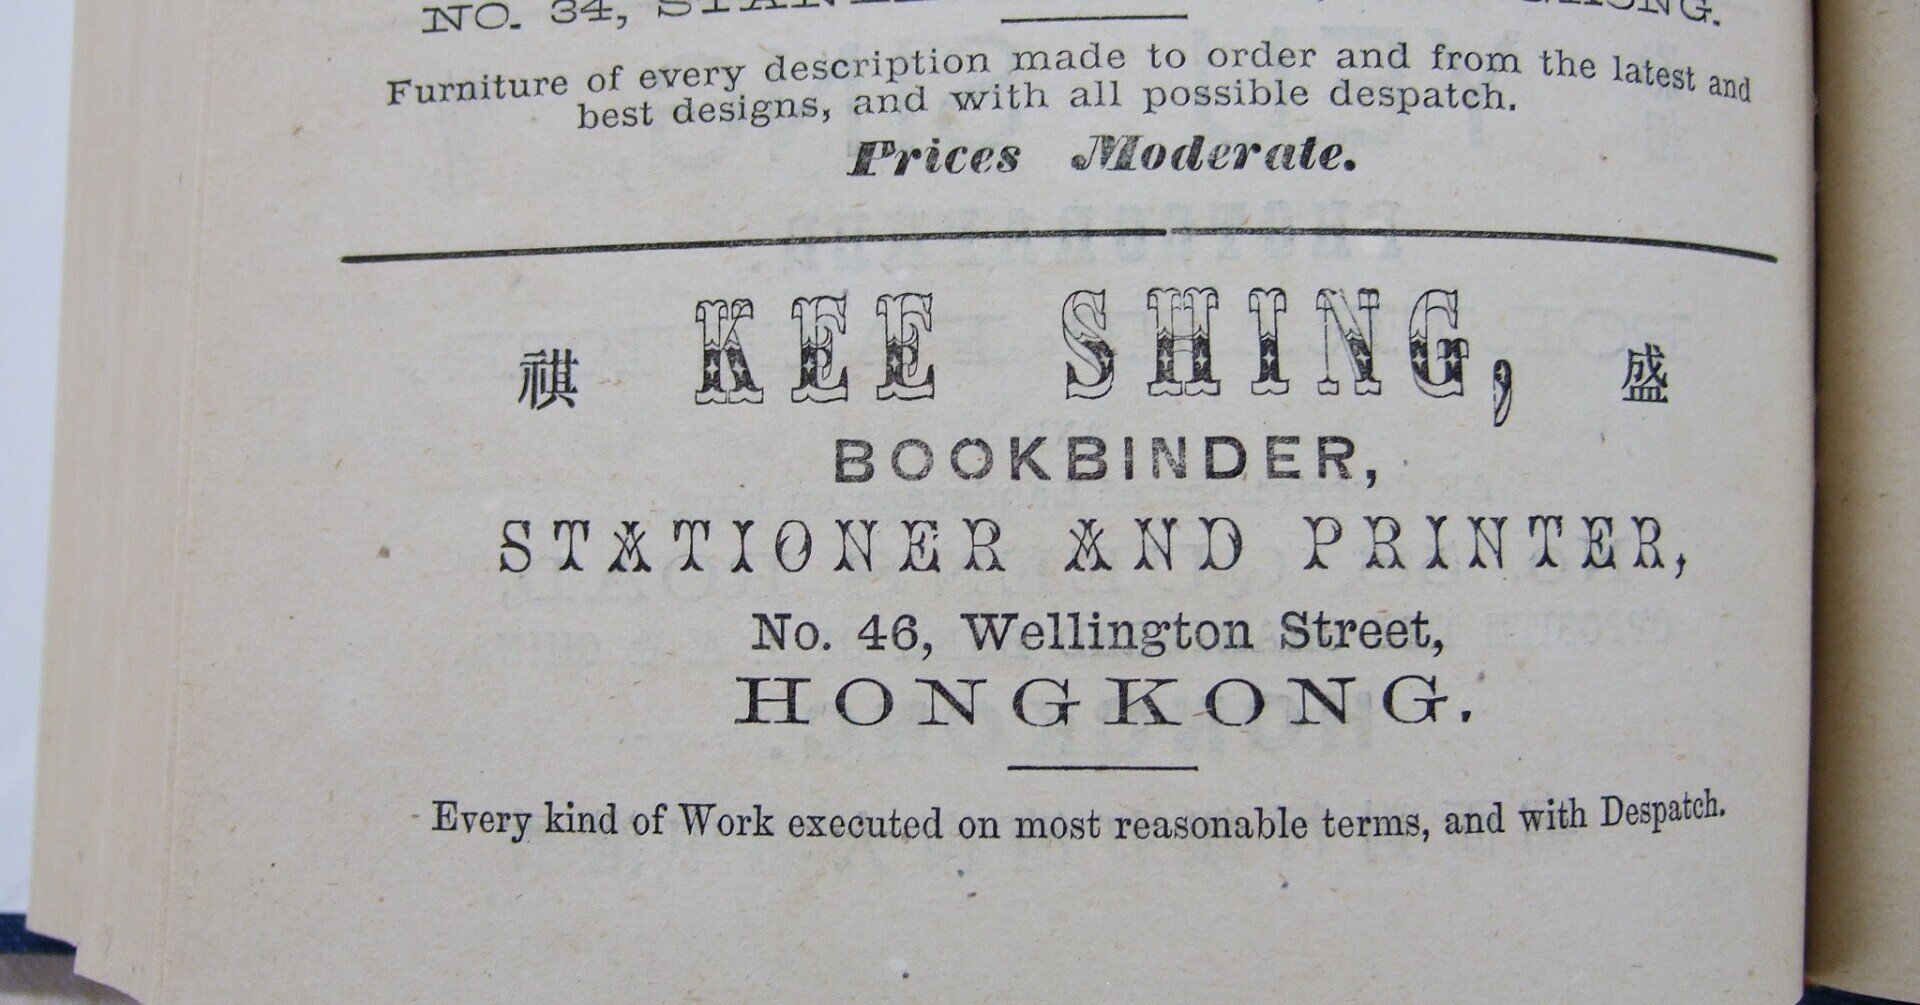 NO. 34,
Furniture of every description made to order and from the latest and
best designs, and with all possible despatch.
Prices Moderate.
祺 KEE SHING, 盛
BOOKBINDER,
STATIONER AND PRINTER,
No. 46, Wellington Street,
HONGKONG.
Every kind of Work executed on most reasonable terms, and with Despatch.